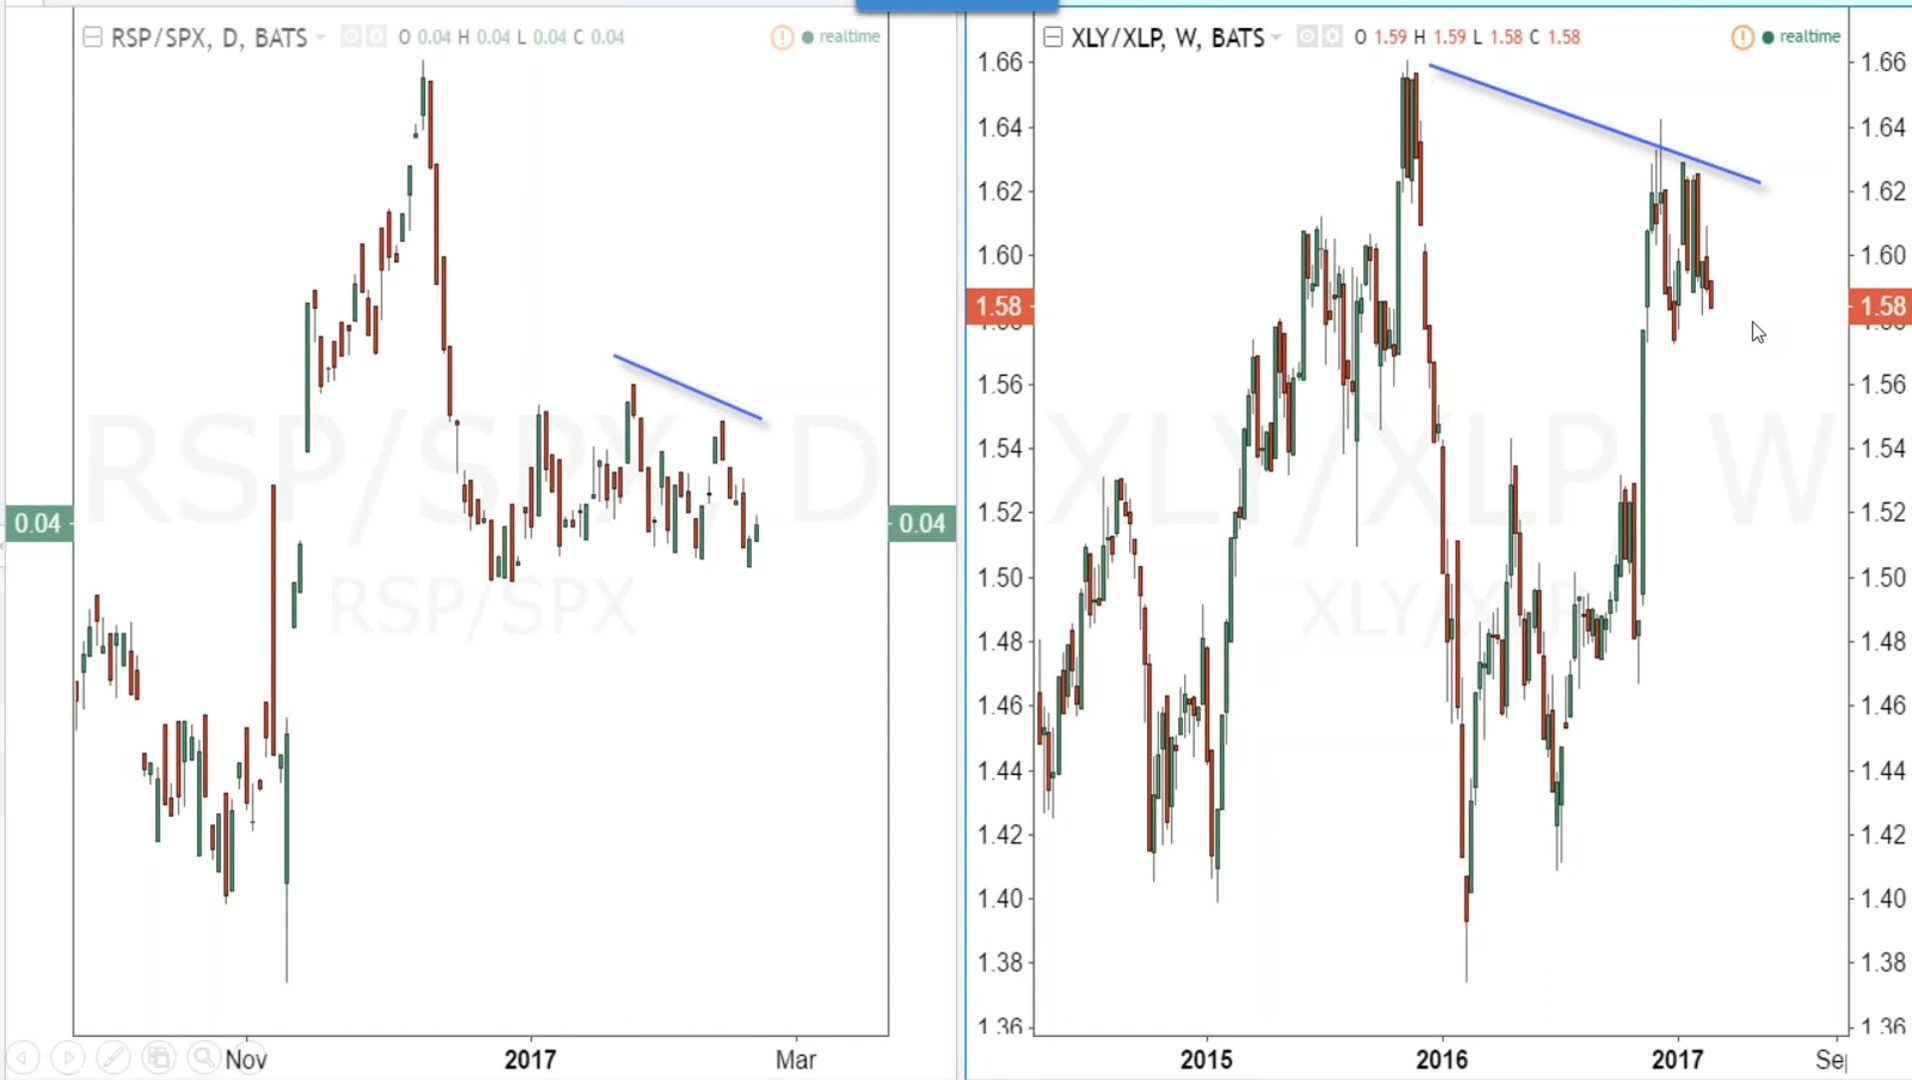 RSP/SPX, D, BATS O 0.04 H 0.04 L 0.04 C 0.04 realtime
RSP/SPX, D
RSP/SPX
0.04
0.04
Nov 2017 Mar
XLY/XLP, W, BATS O 1.59 H 1.59 L 1.58 C 1.58 realtime
XLY/XLP, W
XLY/XLP
1.66 1.66
1.64 1.64
1.62 1.62
1.60 1.60
1.58 1.58
1.56 1.56
1.54 1.54
1.52 1.52
1.50 1.50
1.48 1.48
1.46 1.46
1.44 1.44
1.42 1.42
1.40 1.40
1.38 1.38
1.36 1.36
2015 2016 2017 Se